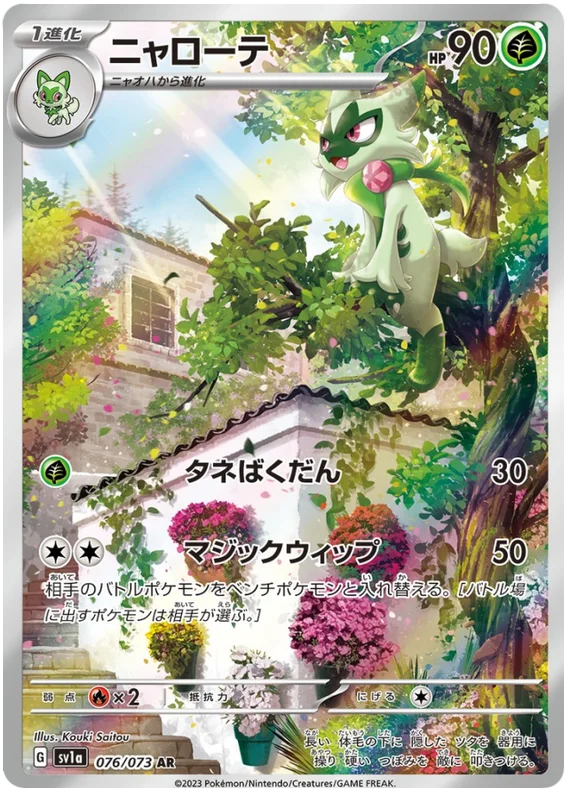 1進化
ニャローテ
HP90
ニャオハから進化
タネばくだん 30
マジックウィップ 50
相手のバトルポケモンをベンチポケモンと入れ替える。[バトル場
に出すポケモンは相手が選ぶ。]
弱点 ×2 抵抗力 にげる
Illus. Kouki Saitou
G sv1a 076/073 AR
長い体毛の下に隠したツタを器用に
操り硬いつぼみを敵に叩きつける。
©2023 Pokémon/Nintendo/Creatures/GAME FREAK.